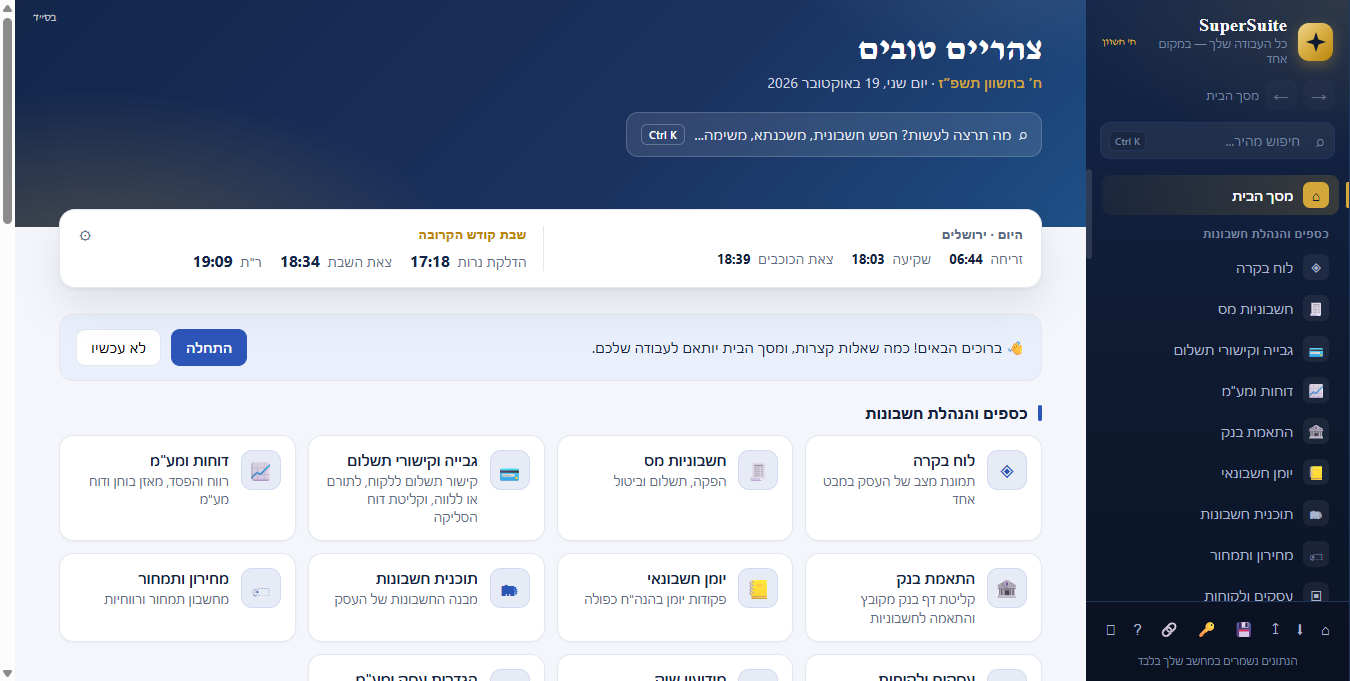 SuperSuite
כל העבודה שלך — במקום
אחד
ח׳ חשוון
→ ← מסך הבית
חיפוש מהיר... Ctrl K
מסך הבית
כספים והנהלת חשבונות
לוח בקרה
חשבוניות מס
גבייה וקישורי תשלום
דוחות ומע"מ
התאמת בנק
יומן חשבונאי
תוכנית חשבונות
מחירון ותמחור
עסקים ולקוחות
?
הנתונים נשמרים במחשב שלך בלבד
בסייד
צהריים טובים
ח׳ בחשוון תשפ״ז · יום שני, 19 באוקטובר 2026
מה תרצה לעשות? חפש חשבונית, משכנתא, משימה... Ctrl K
היום · ירושלים
זריחה 06:44 שקיעה 18:03 צאת הכוכבים 18:39
שבת קודש הקרובה
הדלקת נרות 17:18 צאת השבת 18:34 ר"ת 19:09
👋 ברוכים הבאים! כמה שאלות קצרות, ומסך הבית יותאם לעבודה שלכם.
התחלה
לא עכשיו
כספים והנהלת חשבונות
לוח בקרה
תמונת מצב של העסק במבט
אחד
חשבוניות מס
הפקה, תשלום וביטול
גבייה וקישורי תשלום
קישור תשלום ללקוח, לתורם
או ללווה, וקליטת דוח
הסליקה
דוחות ומע"מ
רווח והפסד, מאזן בוחן ודוח
מע"מ
התאמת בנק
קליטת דף בנק מקובץ
והתאמה לחשבוניות
יומן חשבונאי
פקודות יומן בהנה"ח כפולה
תוכנית חשבונות
מבנה החשבונות של העסק
מחירון ותמחור
מחשבון תמחור ורווחיות
עסקים ולקוחות
מודיעין שוק
הגדרות עסק ומע"מ